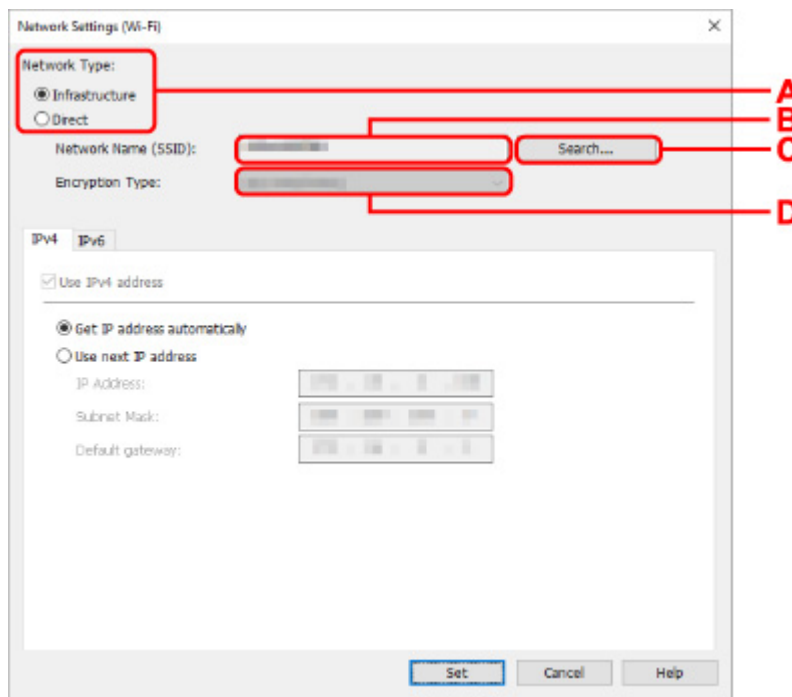 Network Settings (Wi-Fi)
Network Type:
Infrastructure
A
Direct
B
Network Name (SSID):
Search...
C
Encryption Type:
D
IPv4 IPv6
Use IPv4 address
Get IP address automatically
Use next IP address
IP Address:
Subnet Mask:
Default gateway:
Set Cancel Help